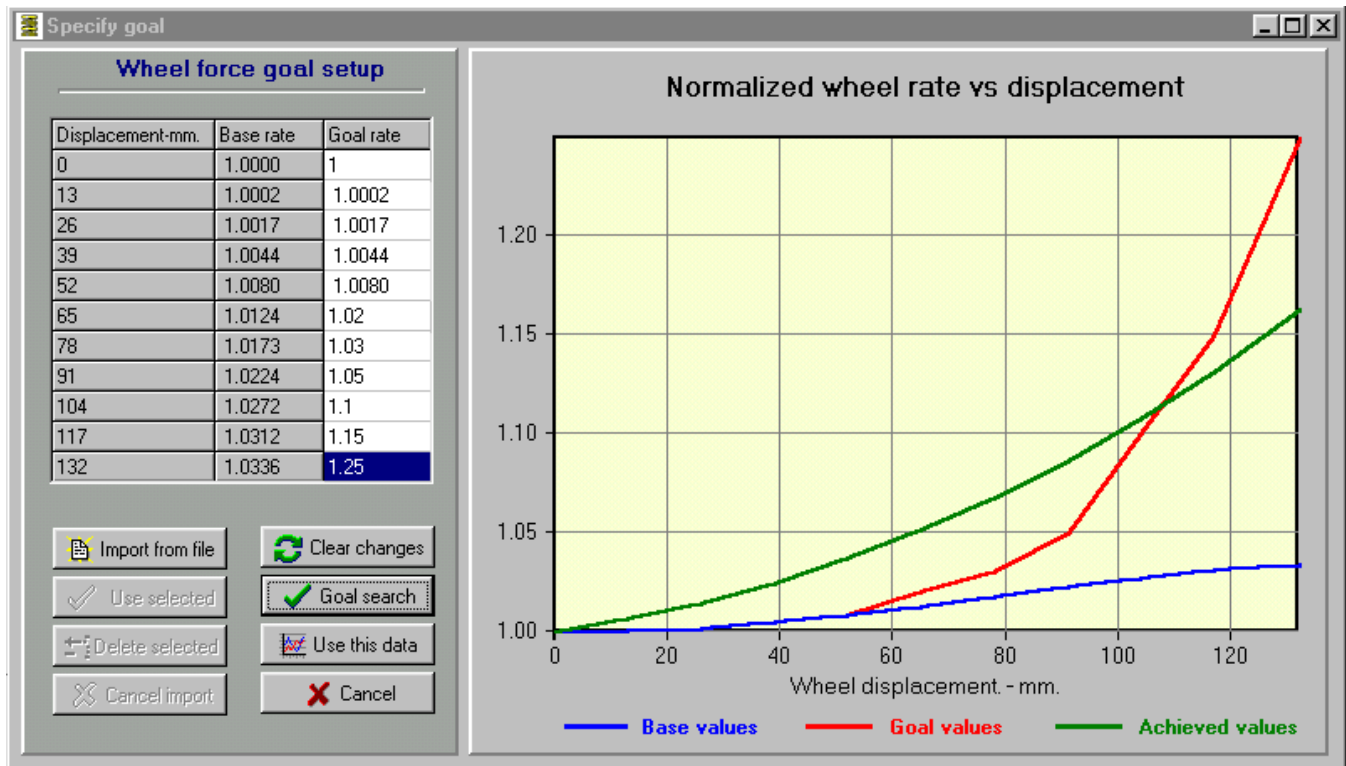 Specify goal
Wheel force goal setup
Displacement-mm. Base rate Goal rate
0 1.0000 1
13 1.0002 1.0002
26 1.0017 1.0017
39 1.0044 1.0044
52 1.0080 1.0080
65 1.0124 1.02
78 1.0173 1.03
91 1.0224 1.05
104 1.0272 1.1
117 1.0312 1.15
132 1.0336 1.25
Import from file Clear changes
Use selected Goal search
Delete selected Use this data
Cancel import Cancel
Normalized wheel rate vs displacement
1.20
1.15
1.10
1.05
1.00
0 20 40 60 80 100 120
Wheel displacement. - mm.
Base values Goal values Achieved values